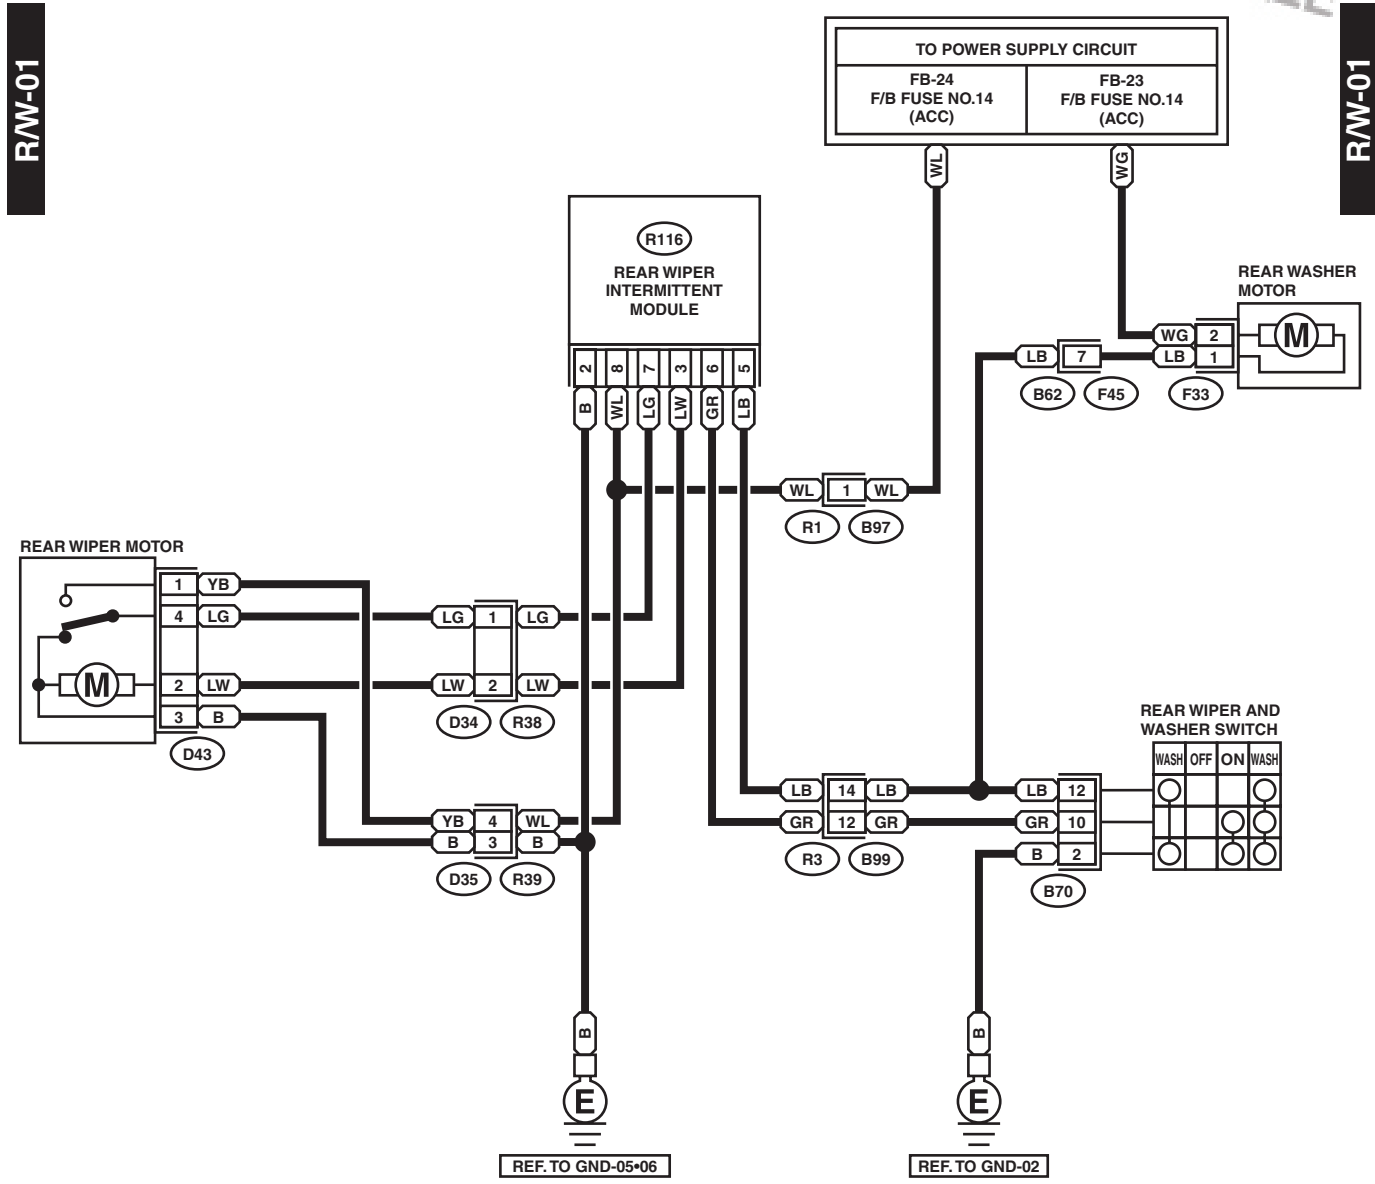 R/W-01
R/W-01
TO POWER SUPPLY CIRCUIT
FB-24
F/B FUSE NO.14
(ACC)
FB-23
F/B FUSE NO.14
(ACC)
WL
WG
R116
REAR WIPER
INTERMITTENT
MODULE
2 8 7 3 6 5
B WL LG LW GR LB
REAR WASHER
MOTOR
WG 2
M
LB 7
LB 1
B62 F45 F33
WL 1 WL
R1 B97
REAR WIPER MOTOR
1 YB
4 LG
M
2 LW
3 B
D43
LG 1 LG
LW 2 LW
D34 R38
YB 4 WL
B 3 B
D35 R39
LB 14 LB
GR 12 GR
R3 B99
REAR WIPER AND
WASHER SWITCH
WASH OFF ON WASH
LB 12
GR 10
B 2
B70
B
E
REF. TO GND-05•06
B
E
REF. TO GND-02